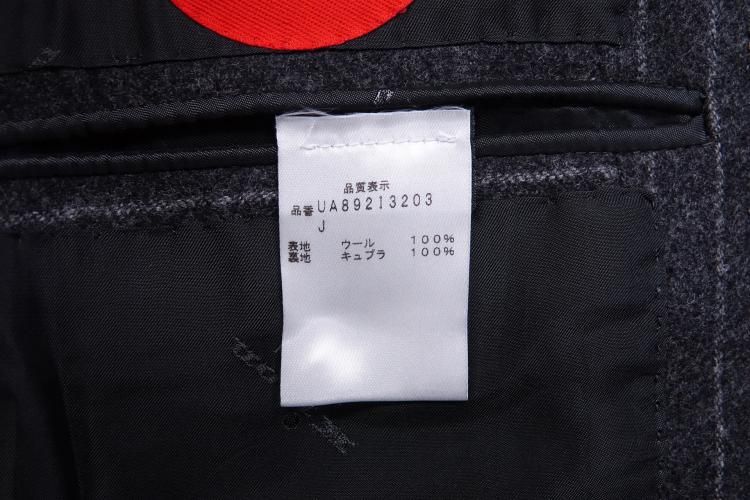 品質表示
品番 UA89213203
J
表地 ウール 100%
裏地 キュプラ 100%